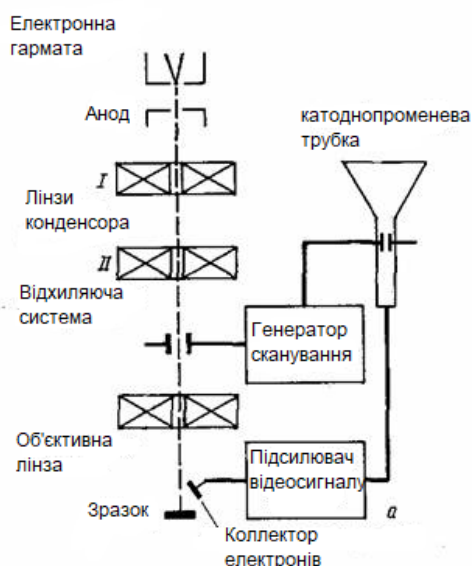 Електронна
гармата
Анод
катоднопроменева
трубка
I
Лінзи
конденсора
II
Відхиляюча
система
Генератор
сканування
Об'єктивна
лінза
Підсилювач
відеосигналу
а
Зразок
Коллектор
електронів